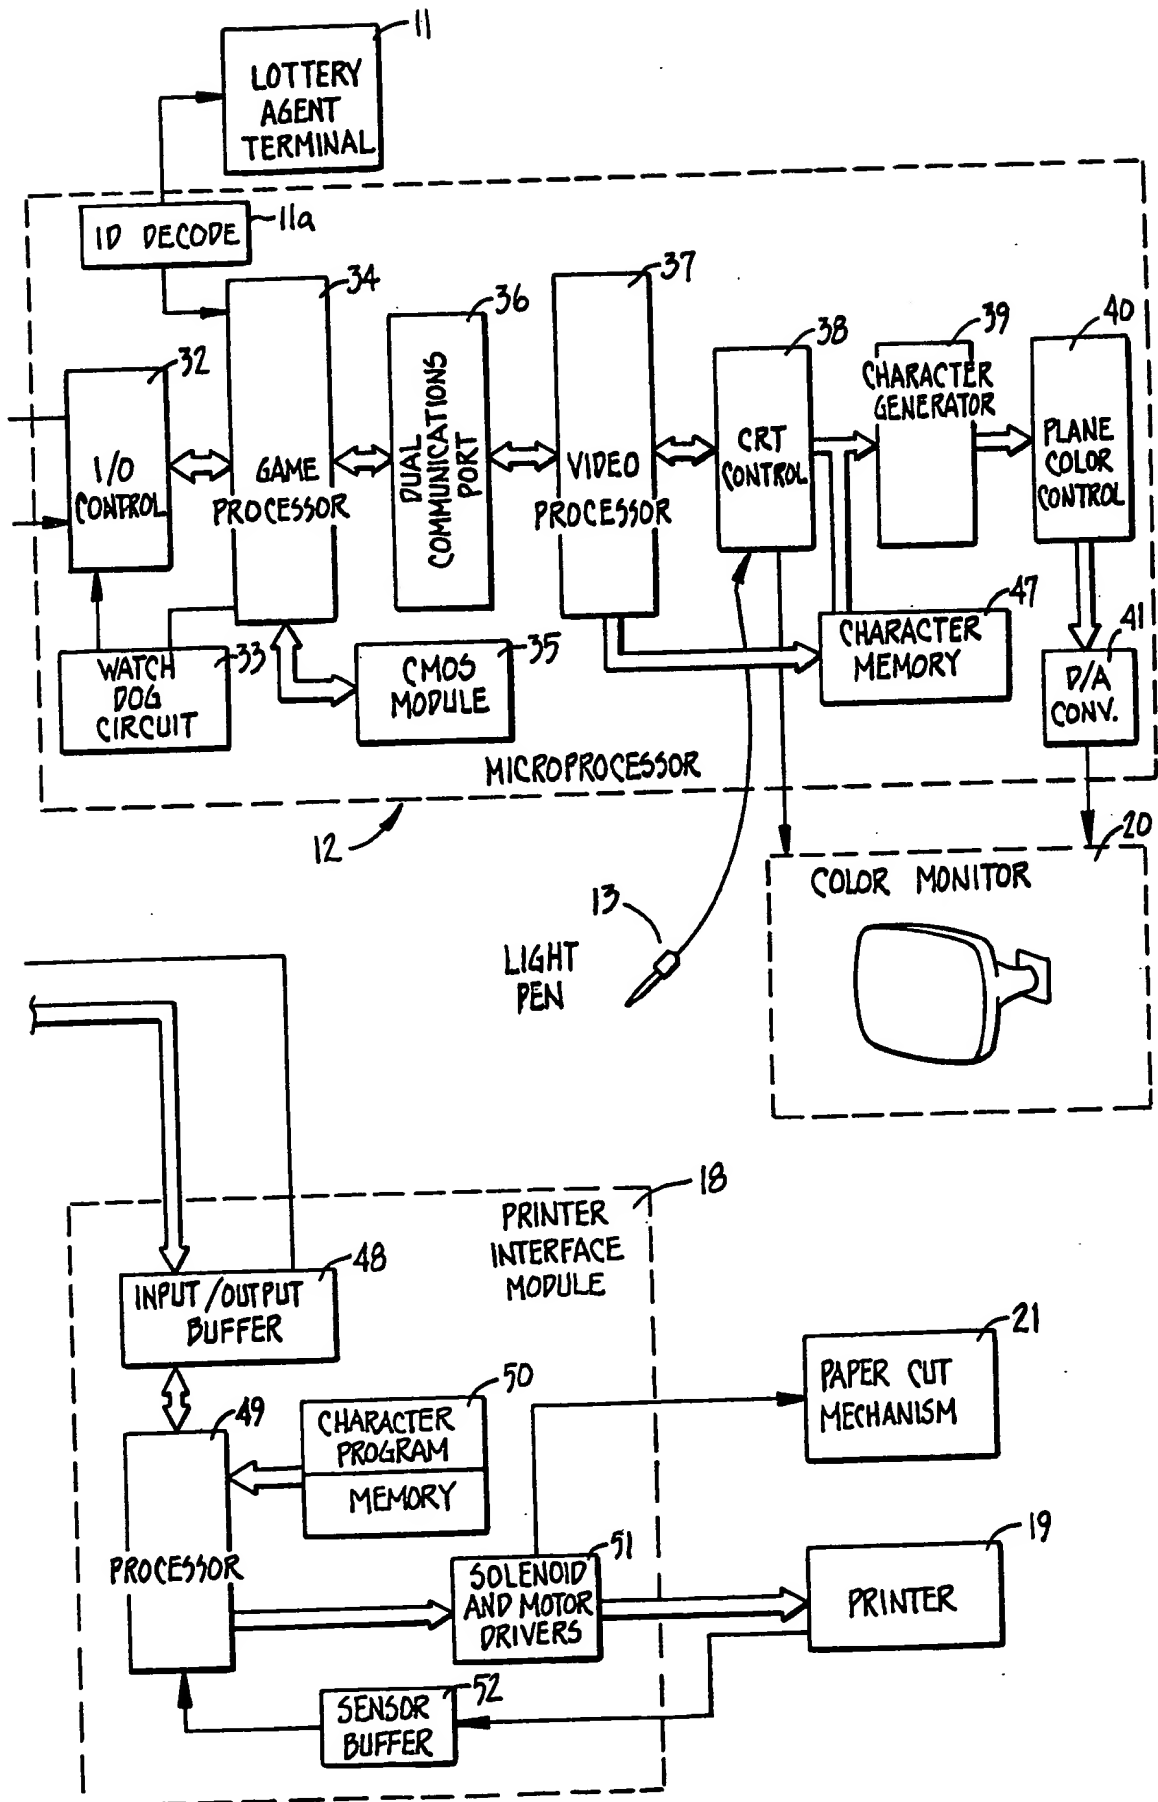 11
LOTTERY
AGENT
TERMINAL
ID DECODE
11a
34
36
37
38
39
40
32
I/O
CONTROL
GAME
PROCESSOR
DUAL
COMMUNICATIONS
PORT
VIDEO
PROCESSOR
CRT
CONTROL
CHARACTER
GENERATOR
PLANE
COLOR
CONTROL
WATCH
DOG
CIRCUIT
33
CMOS
MODULE
35
CHARACTER
MEMORY
47
D/A
CONV.
41
MICROPROCESSOR
12
20
COLOR MONITOR
13
LIGHT
PEN
18
PRINTER
INTERFACE
MODULE
48
INPUT/OUTPUT
BUFFER
49
50
CHARACTER
PROGRAM
MEMORY
21
PAPER CUT
MECHANISM
PROCESSOR
51
SOLENOID
AND MOTOR
DRIVERS
19
PRINTER
52
SENSOR
BUFFER